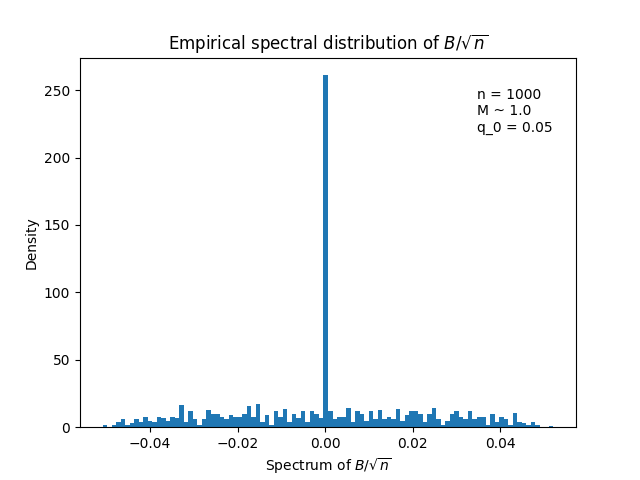 Empirical spectral distribution of B/√n
n = 1000
M ~ 1.0
q_0 = 0.05
Density
250
200
150
100
50
0
−0.04 −0.02 0.00 0.02 0.04
Spectrum of B/√n